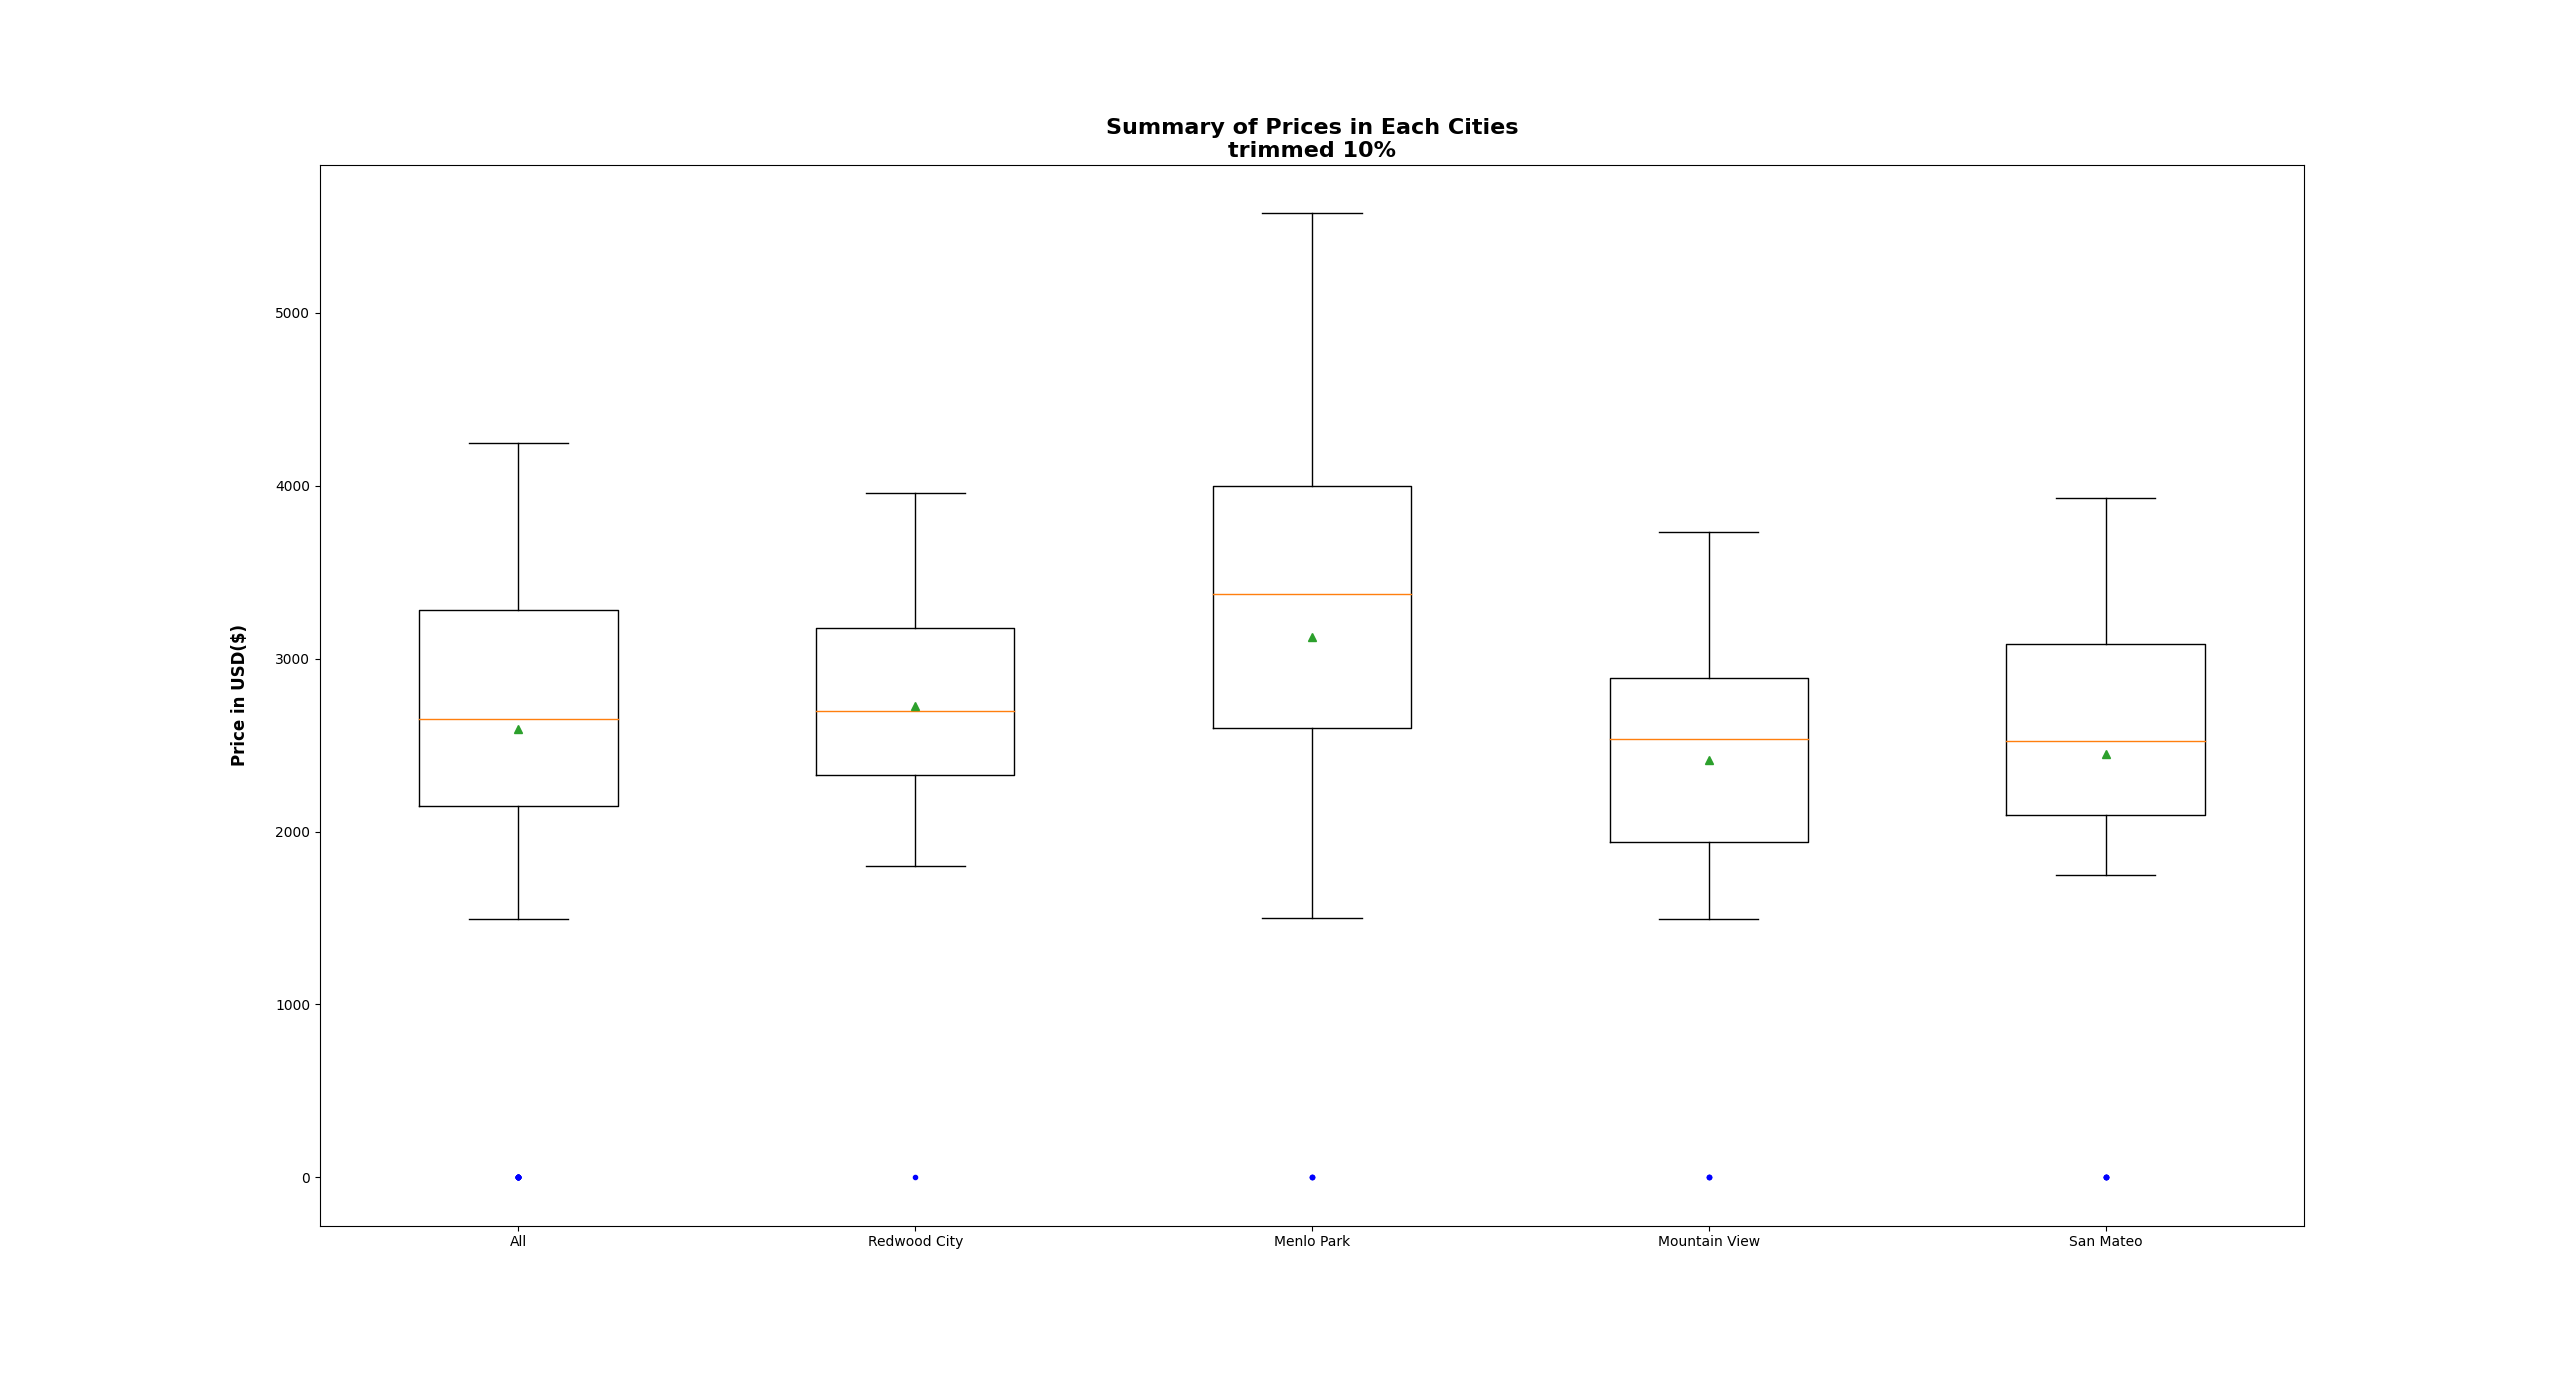 Summary of Prices in Each Cities
trimmed 10%
Price in USD($)
5000
4000
3000
2000
1000
0
All
Redwood City
Menlo Park
Mountain View
San Mateo